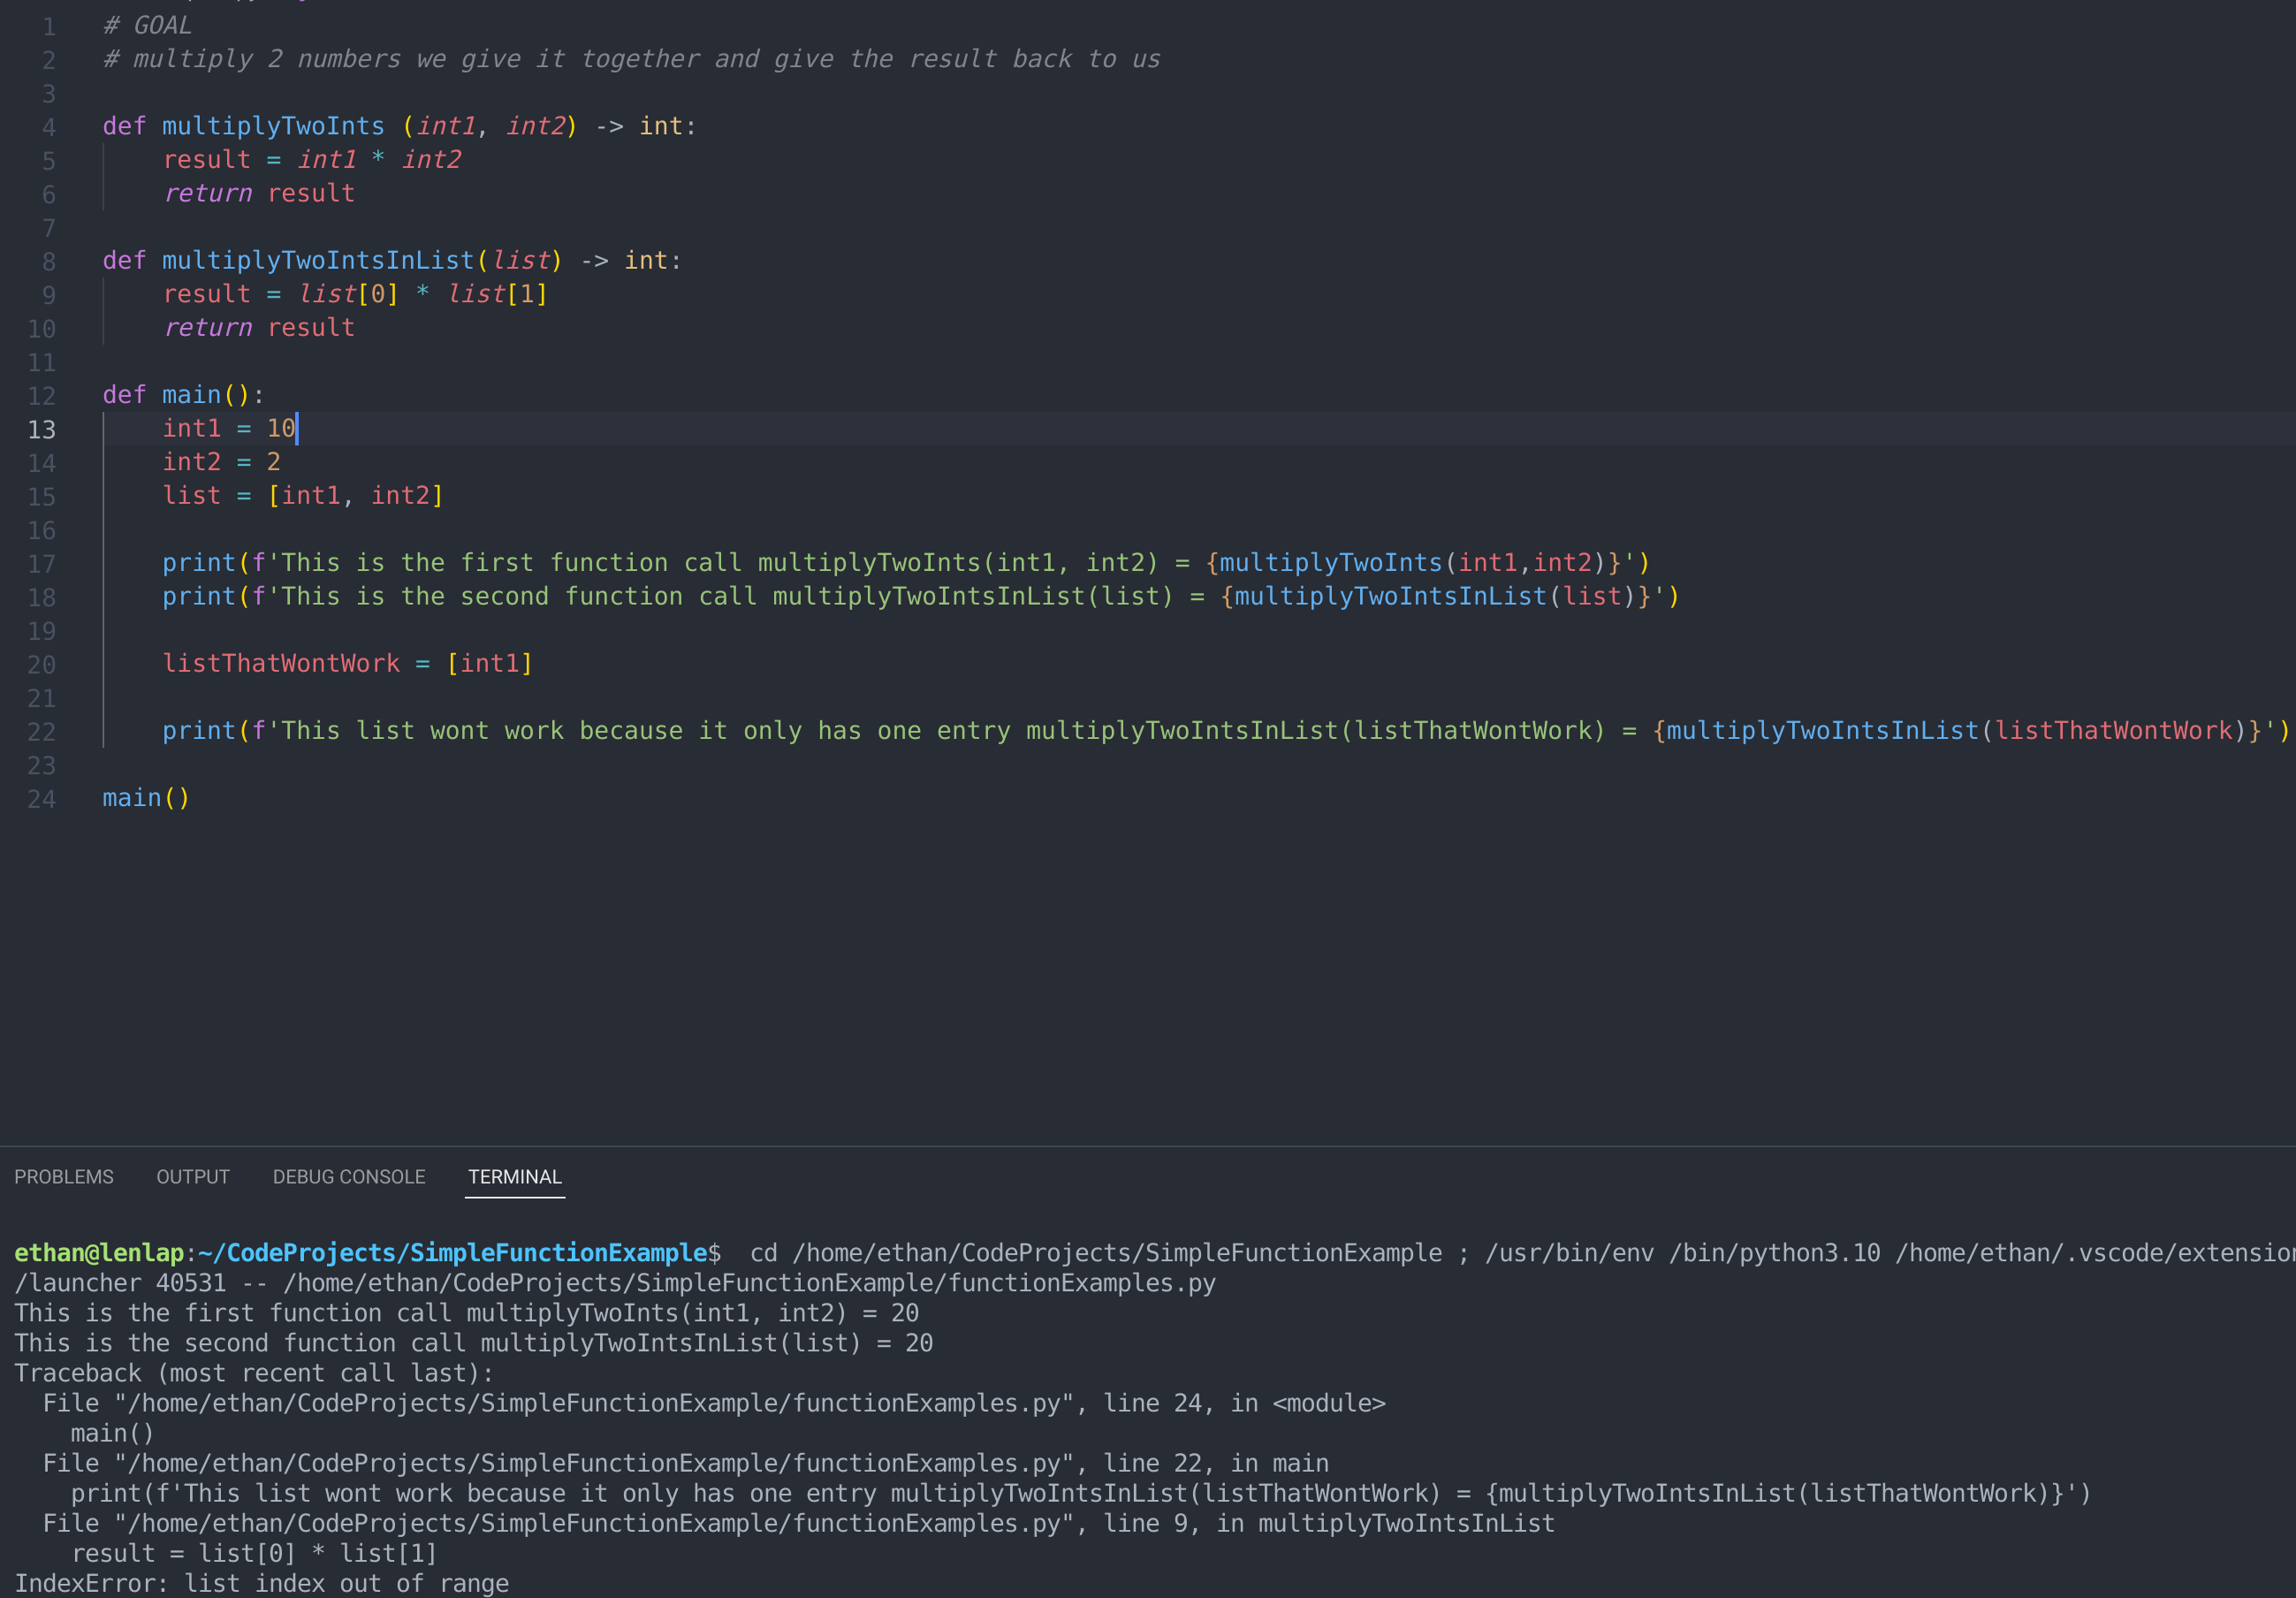 1 # GOAL
2 # multiply 2 numbers we give it together and give the result back to us
3
4 def multiplyTwoInts (int1, int2) -> int:
5     result = int1 * int2
6     return result
7
8 def multiplyTwoIntsInList(list) -> int:
9     result = list[0] * list[1]
10     return result
11
12 def main():
13     int1 = 10
14     int2 = 2
15     list = [int1, int2]
16
17     print(f'This is the first function call multiplyTwoInts(int1, int2) = {multiplyTwoInts(int1,int2)}')
18     print(f'This is the second function call multiplyTwoIntsInList(list) = {multiplyTwoIntsInList(list)}')
19
20     listThatWontWork = [int1]
21
22     print(f'This list wont work because it only has one entry multiplyTwoIntsInList(listThatWontWork) = {multiplyTwoIntsInList(listThatWontWork)}')
23
24 main()
PROBLEMS OUTPUT DEBUG CONSOLE TERMINAL
ethan@lenlap:~/CodeProjects/SimpleFunctionExample$  cd /home/ethan/CodeProjects/SimpleFunctionExample ; /usr/bin/env /bin/python3.10 /home/ethan/.vscode/extension
/launcher 40531 -- /home/ethan/CodeProjects/SimpleFunctionExample/functionExamples.py
This is the first function call multiplyTwoInts(int1, int2) = 20
This is the second function call multiplyTwoIntsInList(list) = 20
Traceback (most recent call last):
  File "/home/ethan/CodeProjects/SimpleFunctionExample/functionExamples.py", line 24, in <module>
    main()
  File "/home/ethan/CodeProjects/SimpleFunctionExample/functionExamples.py", line 22, in main
    print(f'This list wont work because it only has one entry multiplyTwoIntsInList(listThatWontWork) = {multiplyTwoIntsInList(listThatWontWork)}')
  File "/home/ethan/CodeProjects/SimpleFunctionExample/functionExamples.py", line 9, in multiplyTwoIntsInList
    result = list[0] * list[1]
IndexError: list index out of range